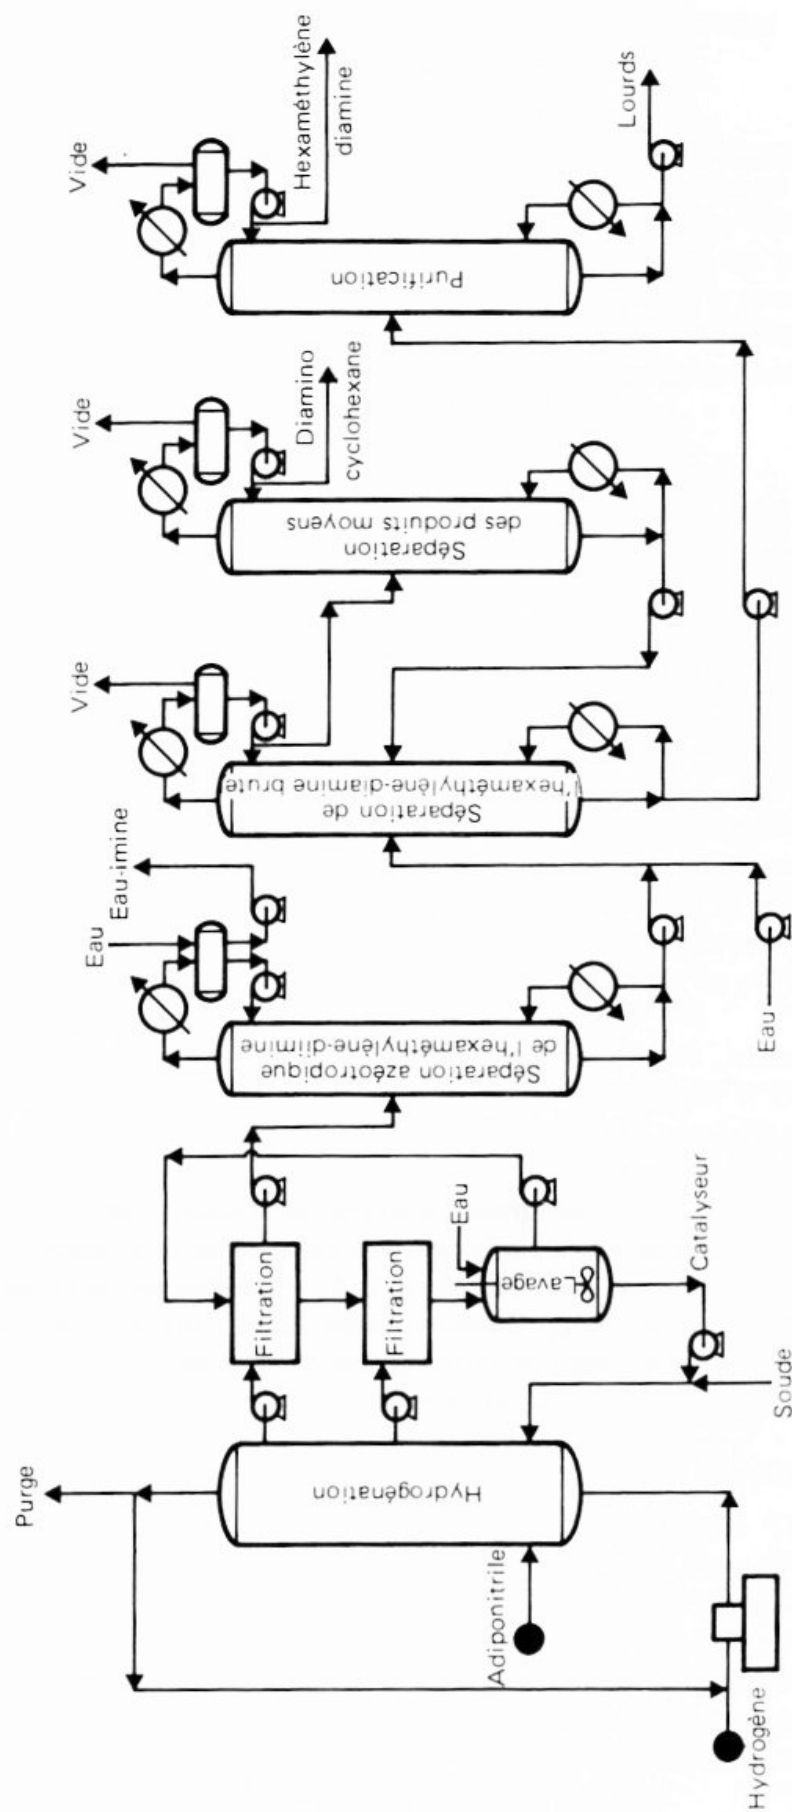 Purge
Hydrogénation
Adiponitrile
Hydrogène
Filtration
Filtration
Eau
Lavage
Catalyseur
Soude
Séparation azéotropique
de l'hexaméthylène-diimine
Eau
Eau-imine
Eau
Vide
Séparation de
l'hexaméthylène-diamine brute
Vide
Séparation
des produits moyens
Diamino
cyclohexane
Vide
Purification
Hexaméthylène
diamine
Lourds